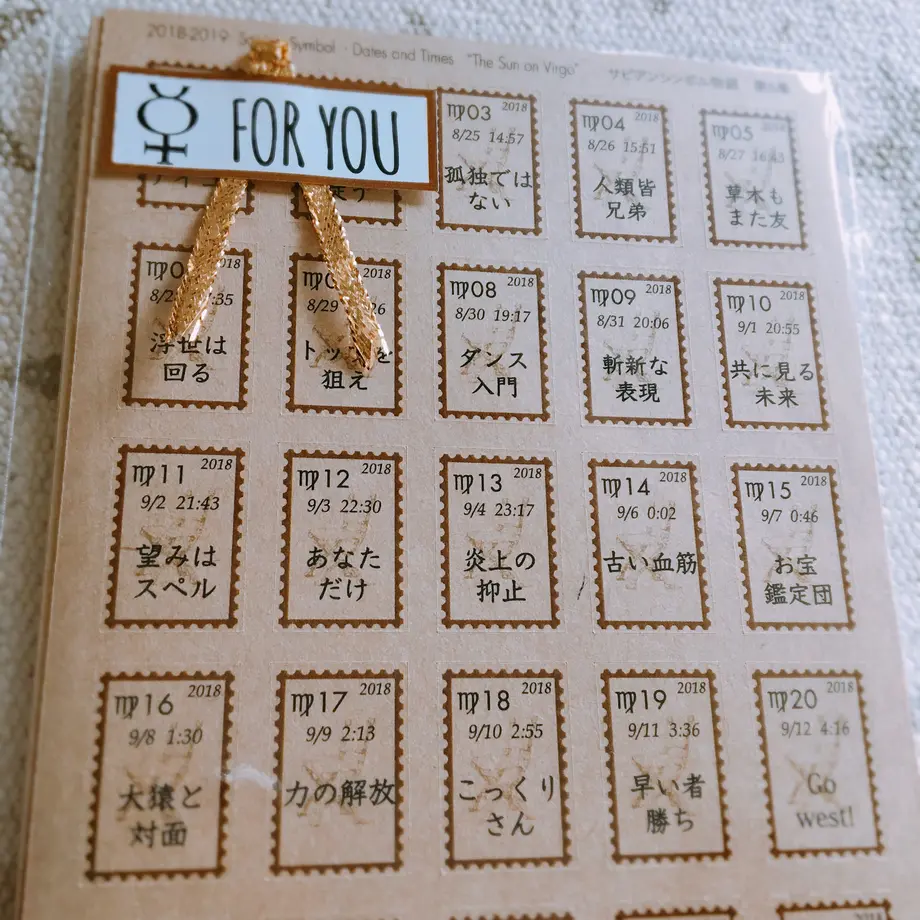 2018-2019 Symbol · Dates and Times "The Sun on Virgo" サビアンシンボル物語
☿ FOR YOU
♍03 2018
8/25 14:57
孤独では
ない
♍04 2018
8/26 15:51
人類皆
兄弟
♍05 2018
8/27 16:43
草木も
また友
2018
浮世は
回る
2018
8/29
狙え
♍08 2018
8/30 19:17
ダンス
入門
♍09 2018
8/31 20:06
斬新な
表現
♍10 2018
9/1 20:55
共に見る
未来
♍11 2018
9/2 21:43
望みは
スペル
♍12 2018
9/3 22:30
あなた
だけ
♍13 2018
9/4 23:17
炎上の
抑止
♍14 2018
9/6 0:02
古い血筋
♍15 2018
9/7 0:46
お宝
鑑定団
♍16 2018
9/8 1:30
大猿と
対面
♍17 2018
9/9 2:13
力の解放
♍18 2018
9/10 2:55
こっくり
さん
♍19 2018
9/11 3:36
早い者
勝ち
♍20 2018
9/12 4:16
Go
west!